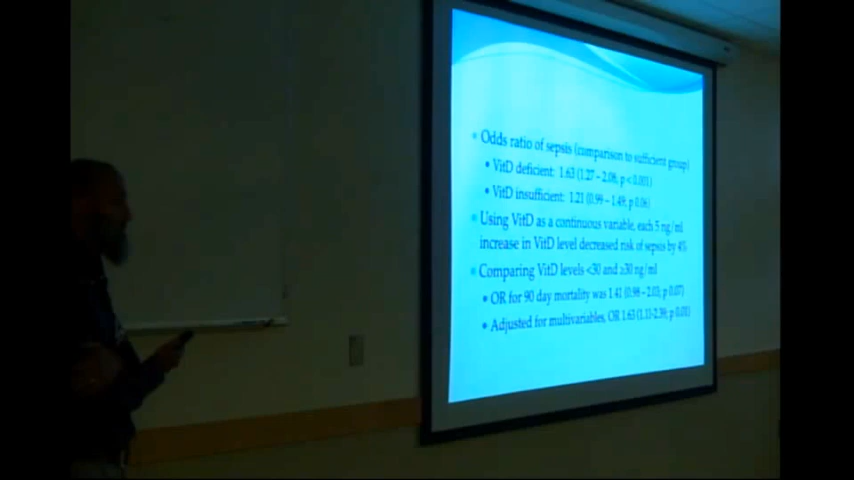 Odds ratio of sepsis (comparison to sufficient group)
VitD deficient: 1.63 (1.27 – 2.08, p < 0.001)
VitD insufficient: 1.21 (0.99 – 1.49, p 0.06)
Using VitD as a continuous variable, each 5 ng/ml
increase in VitD level decreased risk of sepsis by 4%
Comparing VitD levels <30 and ≥30 ng/ml
OR for 90 day mortality was 1.41 (0.98 – 2.03; p 0.07)
Adjusted for multivariables, OR 1.63 (1.11-2.39; p 0.01)